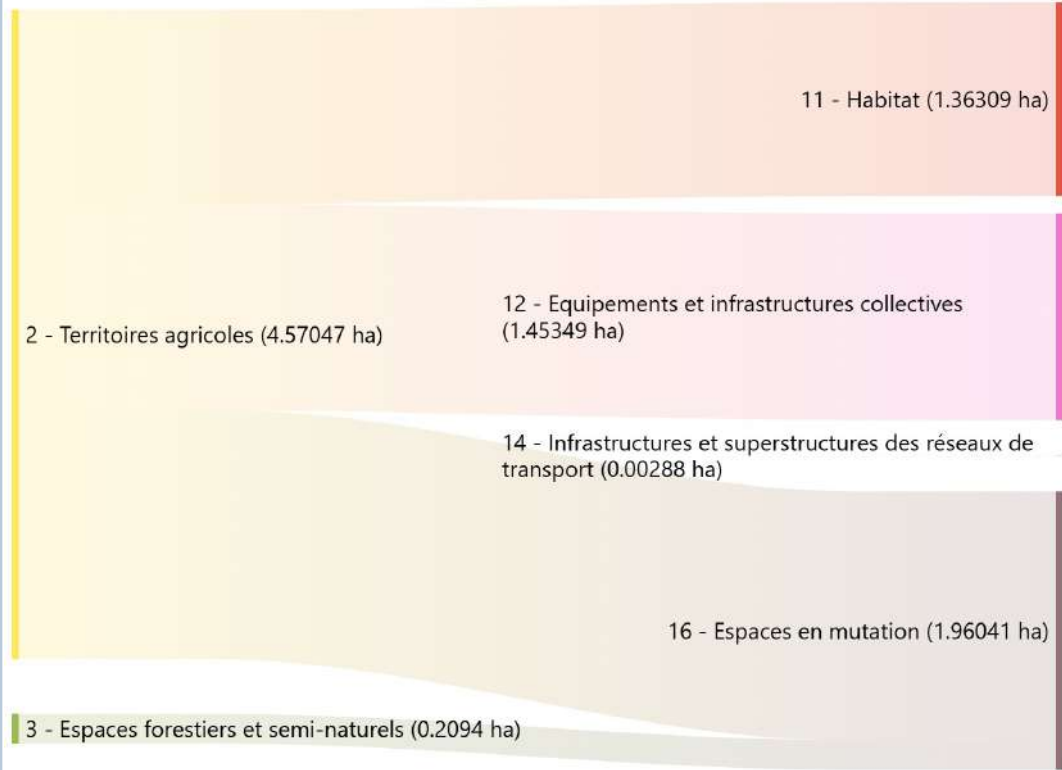 11 - Habitat (1.36309 ha)
12 - Equipements et infrastructures collectives
(1.45349 ha)
2 - Territoires agricoles (4.57047 ha)
14 - Infrastructures et superstructures des réseaux de
transport (0.00288 ha)
16 - Espaces en mutation (1.96041 ha)
3 - Espaces forestiers et semi-naturels (0.2094 ha)